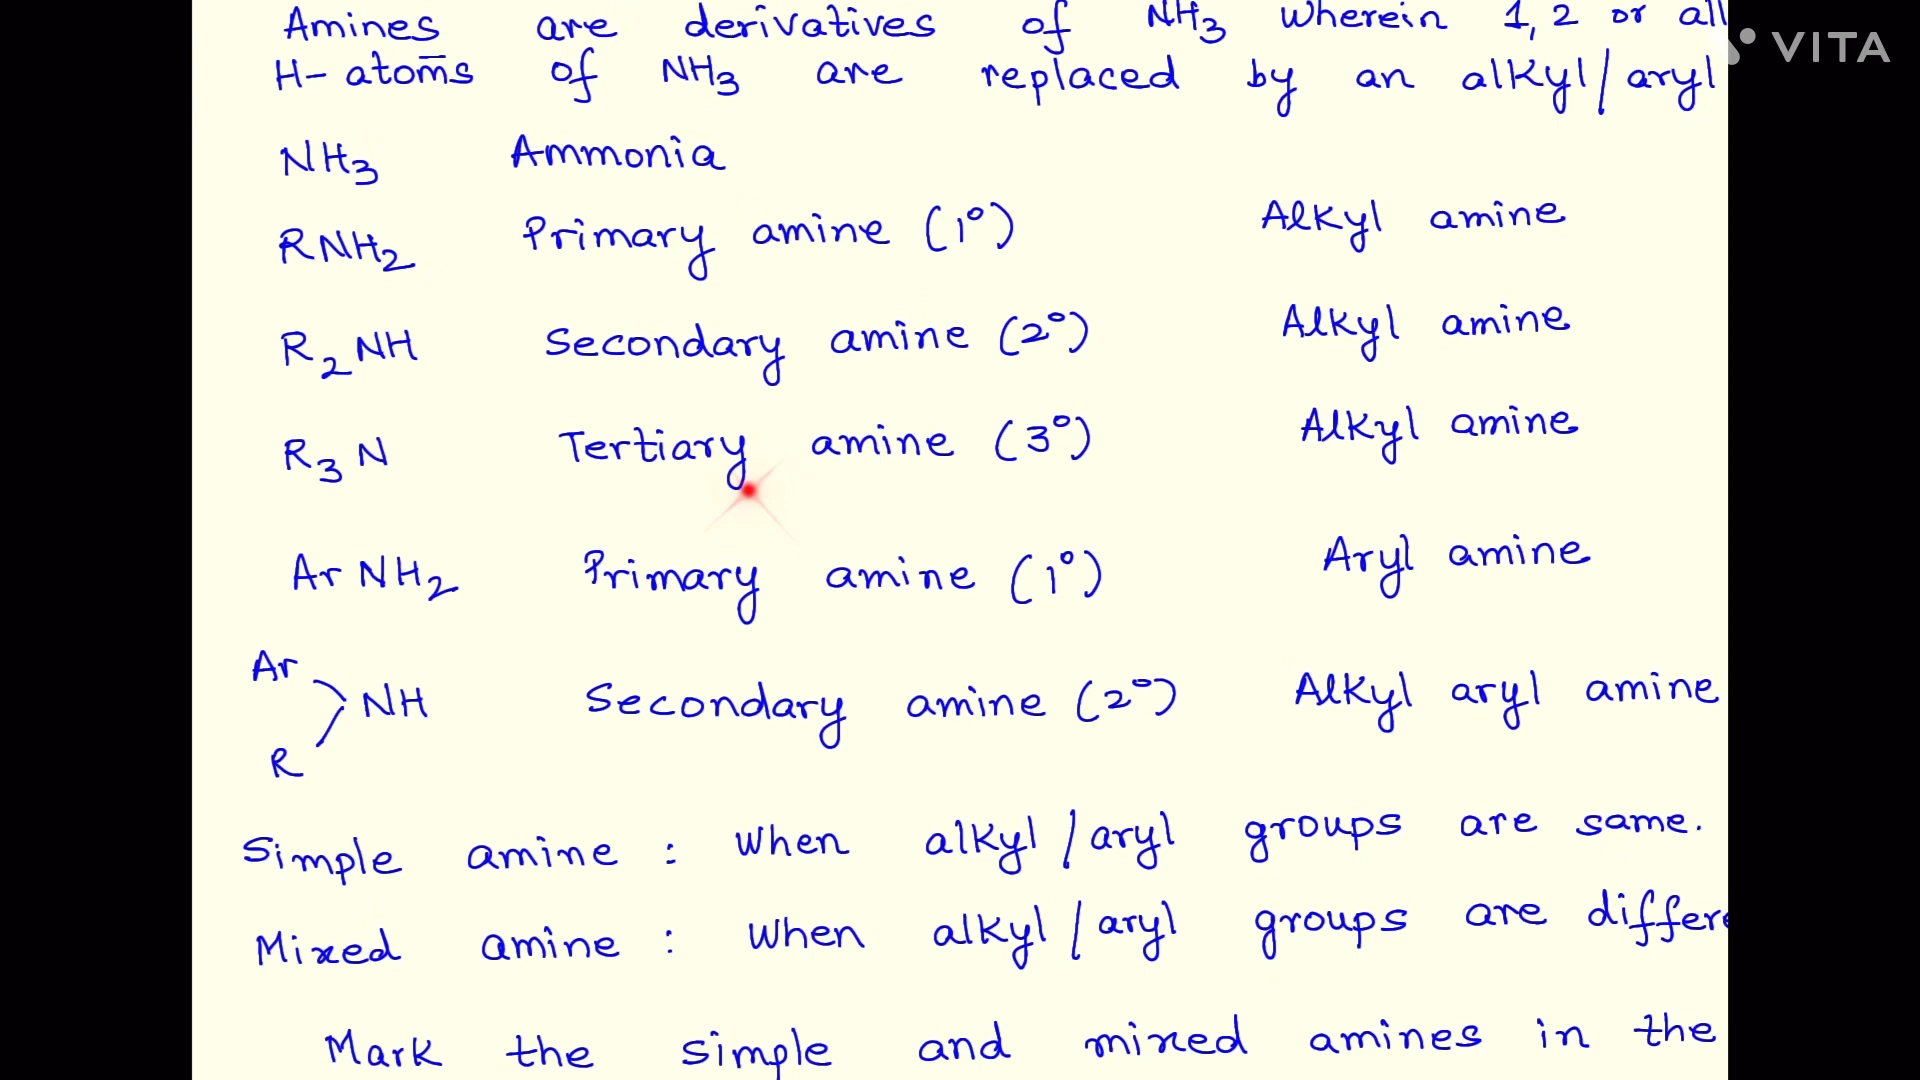 Amines are derivatives of NH3 wherein 1, 2 or all
H-atoms of NH3 are replaced by an alkyl/aryl
VITA
NH3 Ammonia
RNH2 Primary amine (1°) Alkyl amine
R2NH Secondary amine (2°) Alkyl amine
R3N Tertiary amine (3°) Alkyl amine
ArNH2 Primary amine (1°) Aryl amine
Ar
NH Secondary amine (2°) Alkyl aryl amine
R
Simple amine : When alkyl/aryl groups are same.
Mixed amine : When alkyl/aryl groups are
Mark the simple and mixed amines in the